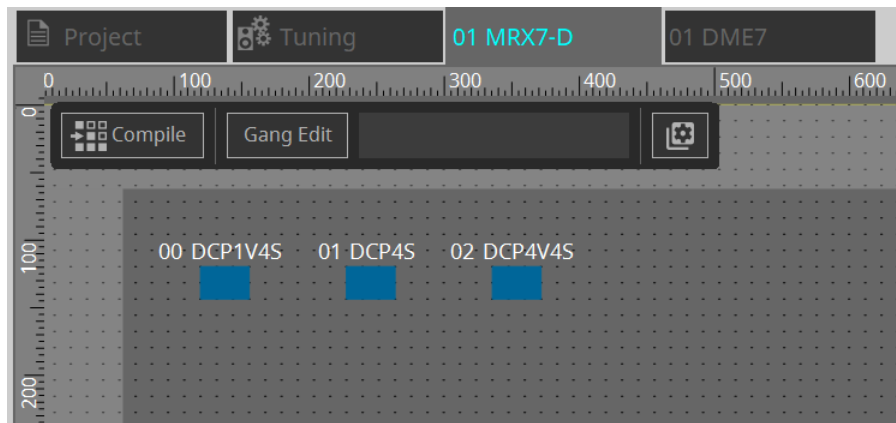 Project Tuning 01 MRX7-D 01 DME7
0 100 200 300 400 500 600
0
Compile Gang Edit
100
00 DCP1V4S 01 DCP4S 02 DCP4V4S
200